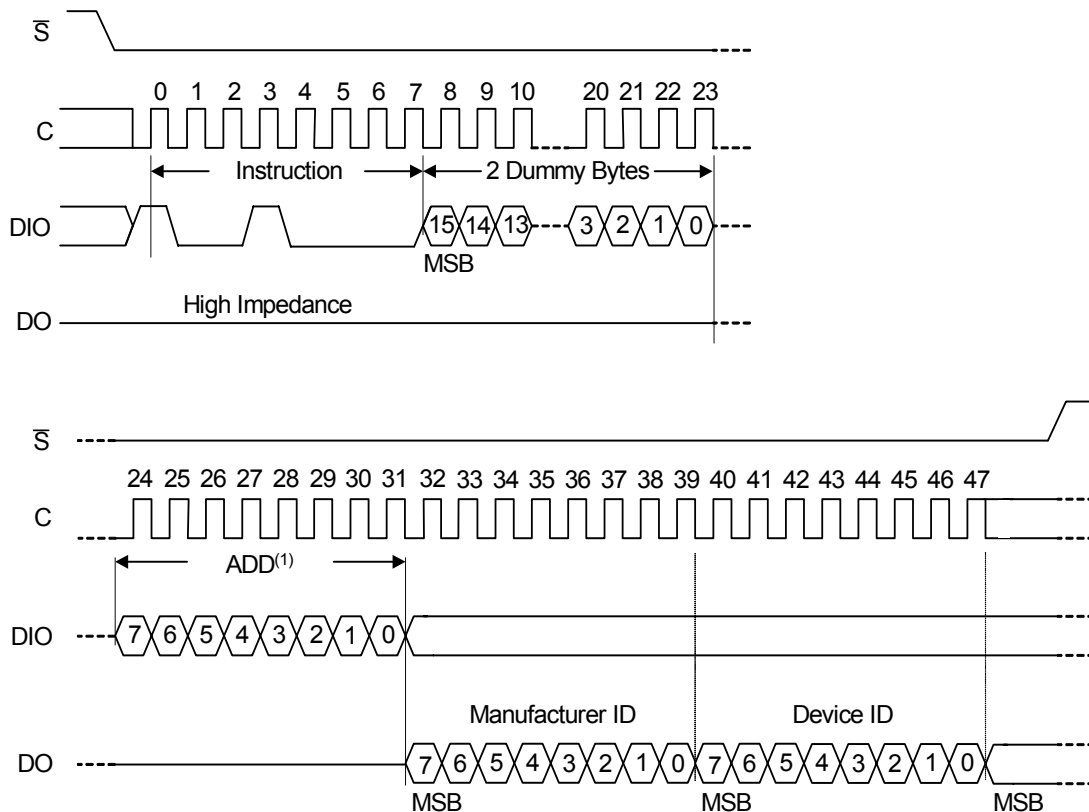 S̅
0 1 2 3 4 5 6 7 8 9 10 20 21 22 23
C
Instruction 2 Dummy Bytes
DIO 15 14 13 3 2 1 0
MSB
High Impedance
DO
S̅
24 25 26 27 28 29 30 31 32 33 34 35 36 37 38 39 40 41 42 43 44 45 46 47
C
ADD(1)
DIO 7 6 5 4 3 2 1 0
Manufacturer ID Device ID
DO 7 6 5 4 3 2 1 0 7 6 5 4 3 2 1 0
MSB MSB MSB